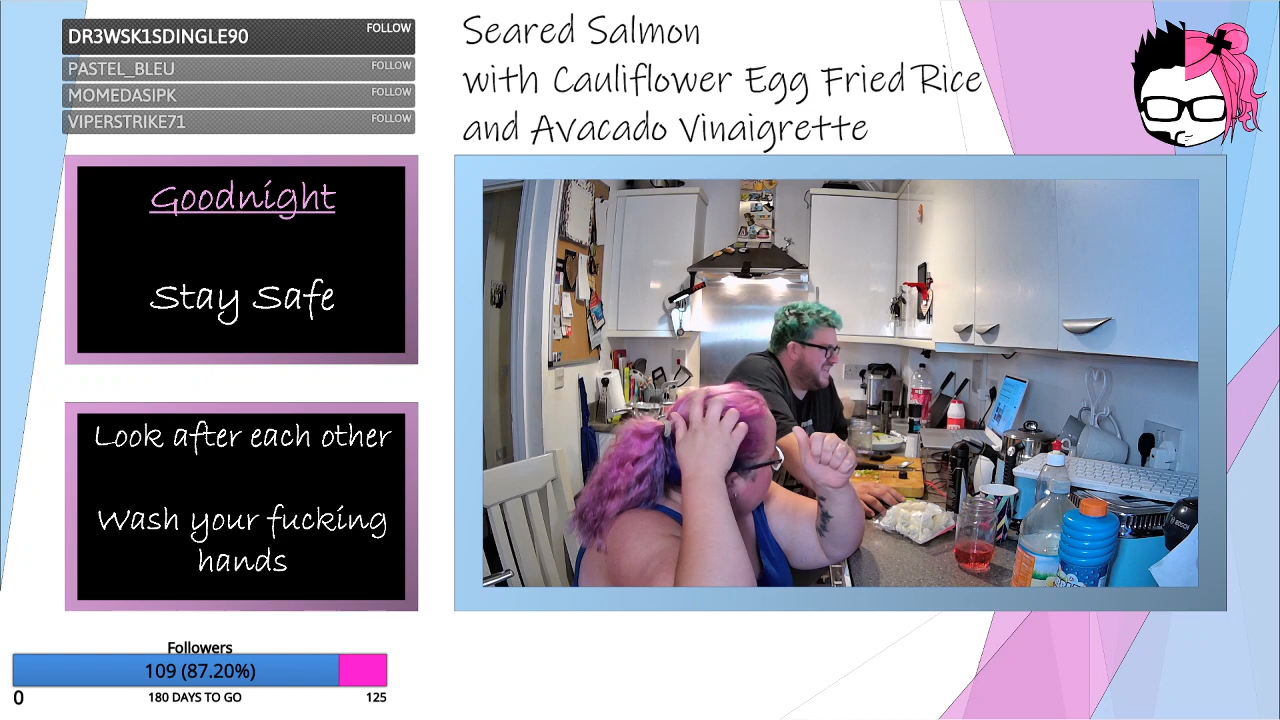 DR3WSK1SDINGLE90 FOLLOW
PASTEL_BLEU FOLLOW
MOMEDASIPK FOLLOW
VIPERSTRIKE71 FOLLOW
Seared Salmon
with Cauliflower Egg Fried Rice
and Avacado Vinaigrette
Goodnight
Stay Safe
Look after each other
Wash your fucking
hands
Followers
109 (87.20%)
0 180 DAYS TO GO 125
BOSCH